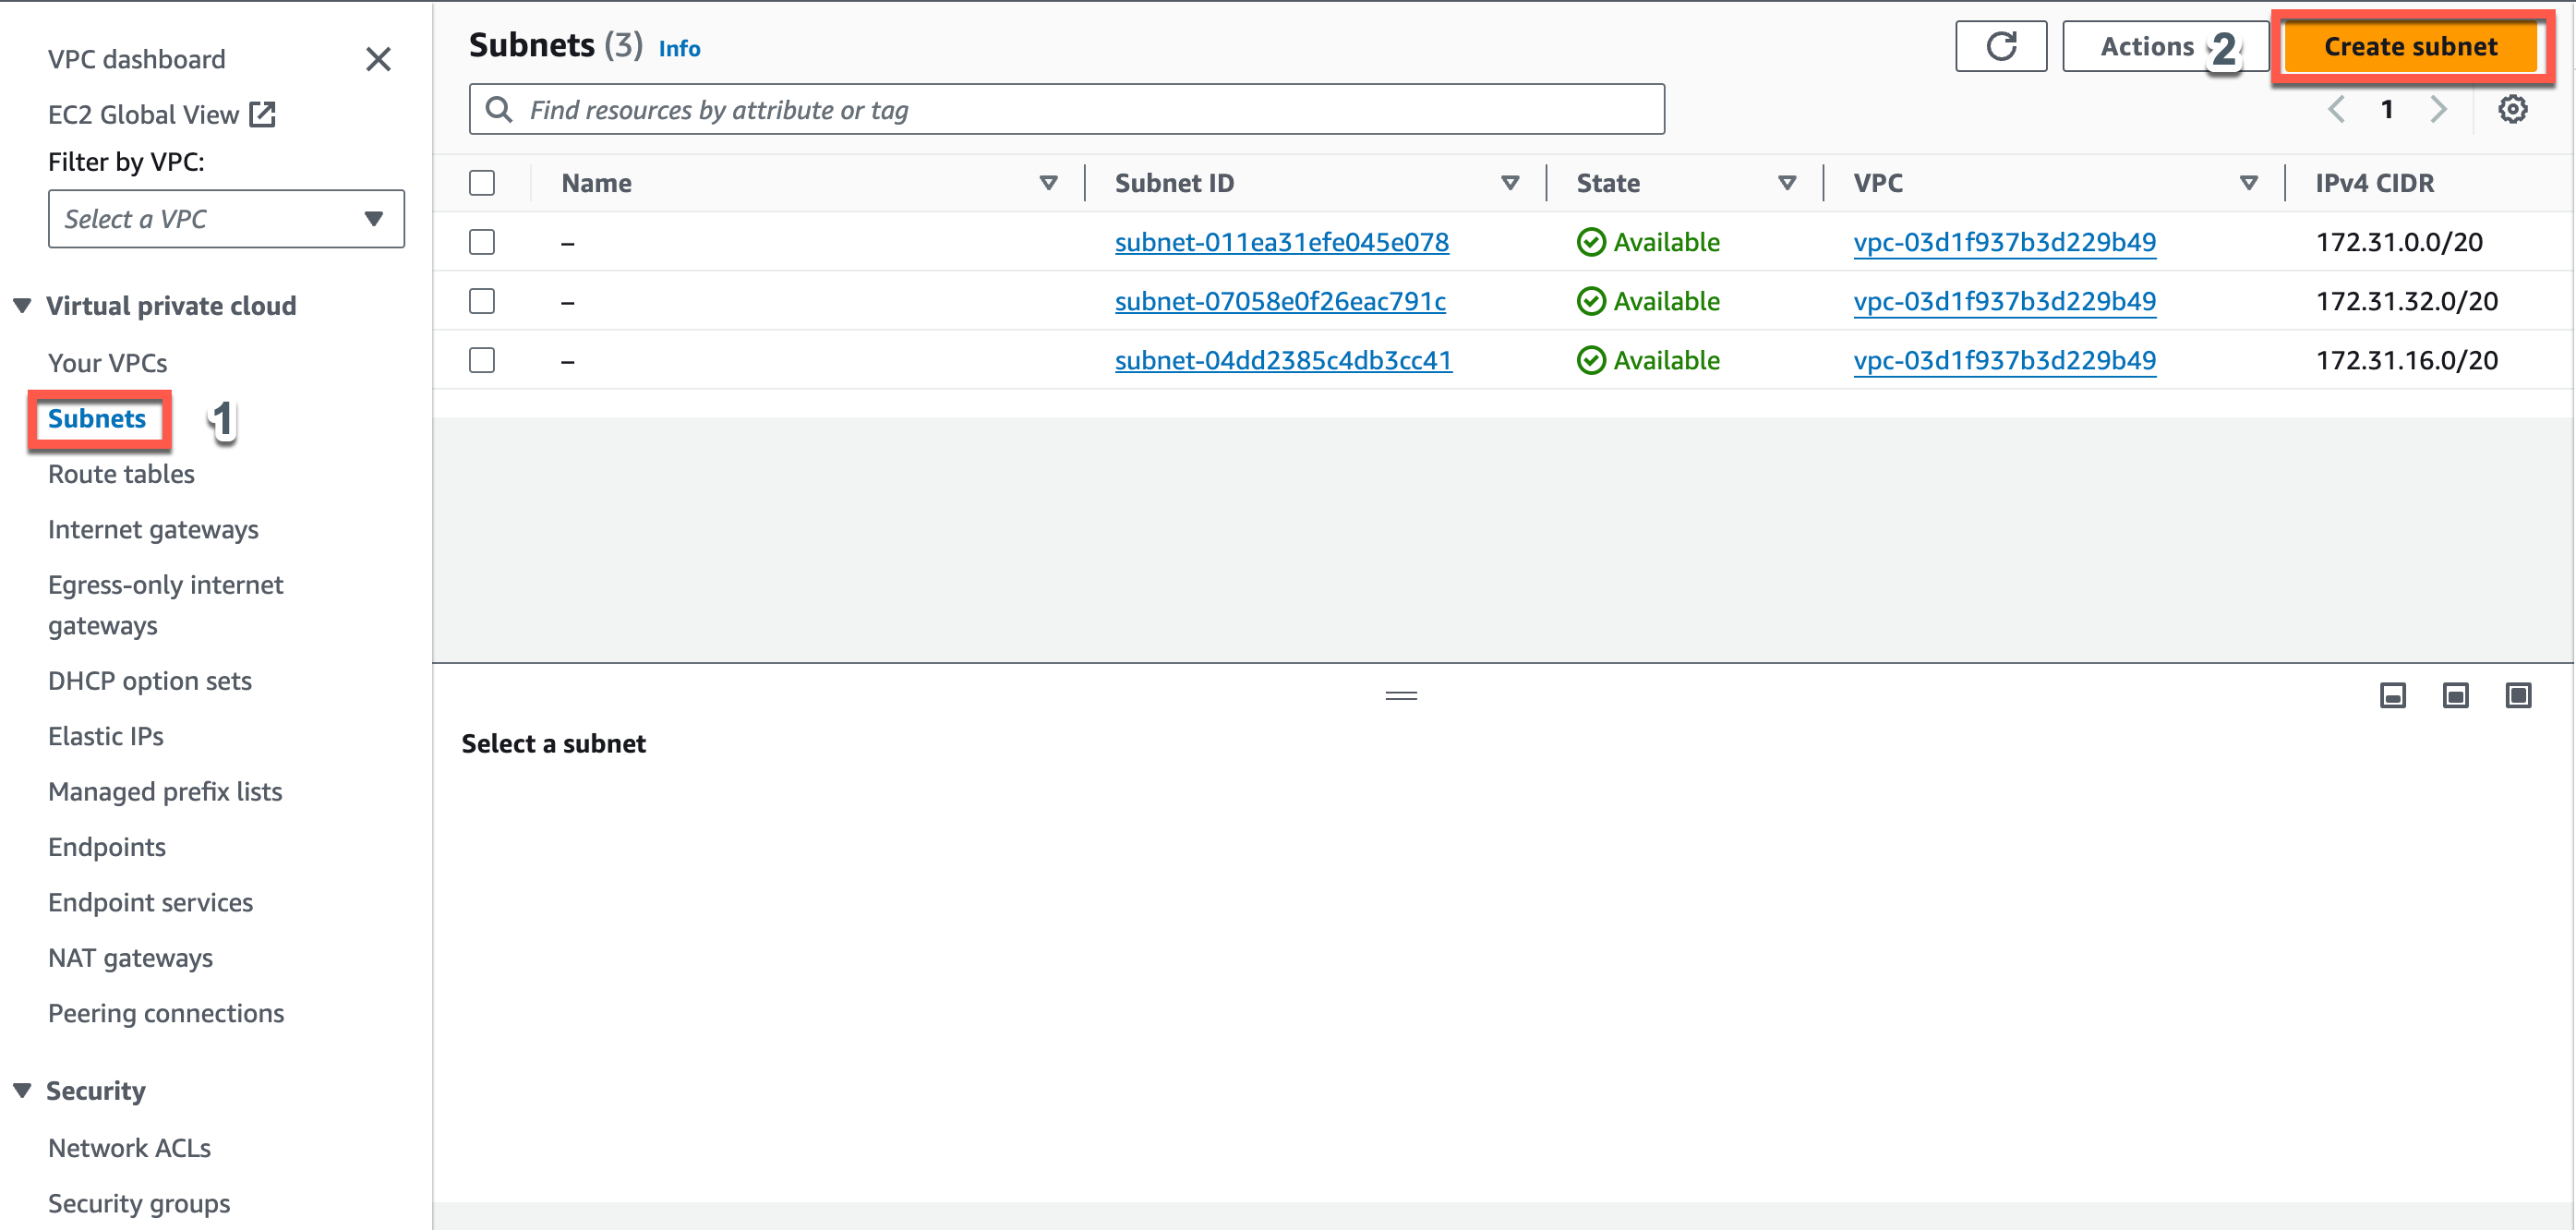 VPC dashboard
EC2 Global View
Filter by VPC:
Select a VPC
Virtual private cloud
Your VPCs
Subnets 1
Route tables
Internet gateways
Egress-only internet
gateways
DHCP option sets
Elastic IPs
Managed prefix lists
Endpoints
Endpoint services
NAT gateways
Peering connections
Security
Network ACLs
Security groups
Subnets (3) Info
Actions 2 Create subnet
Find resources by attribute or tag
1
Name Subnet ID State VPC IPv4 CIDR
– subnet-011ea31efe045e078 Available vpc-03d1f937b3d229b49 172.31.0.0/20
– subnet-07058e0f26eac791c Available vpc-03d1f937b3d229b49 172.31.32.0/20
– subnet-04dd2385c4db3cc41 Available vpc-03d1f937b3d229b49 172.31.16.0/20
Select a subnet